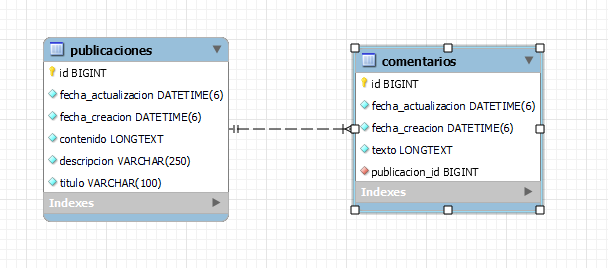 publicaciones
id BIGINT
fecha_actualizacion DATETIME(6)
fecha_creacion DATETIME(6)
contenido LONGTEXT
descripcion VARCHAR(250)
titulo VARCHAR(100)
Indexes
comentarios
id BIGINT
fecha_actualizacion DATETIME(6)
fecha_creacion DATETIME(6)
texto LONGTEXT
publicacion_id BIGINT
Indexes